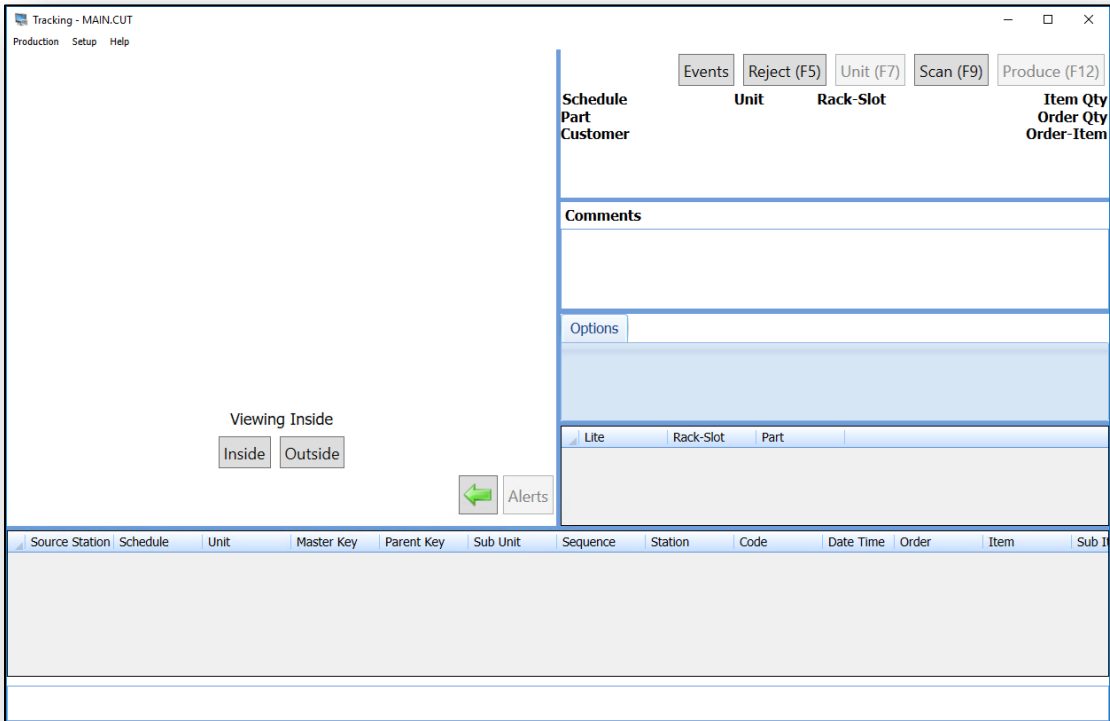 Tracking - MAIN.CUT
Production Setup Help
Events Reject (F5) Unit (F7) Scan (F9) Produce (F12)
Schedule Unit Rack-Slot Item Qty
Part Order Qty
Customer Order-Item
Comments
Options
Viewing Inside
Inside Outside
Lite Rack-Slot Part
Alerts
Source Station Schedule Unit Master Key Parent Key Sub Unit Sequence Station Code Date Time Order Item Sub